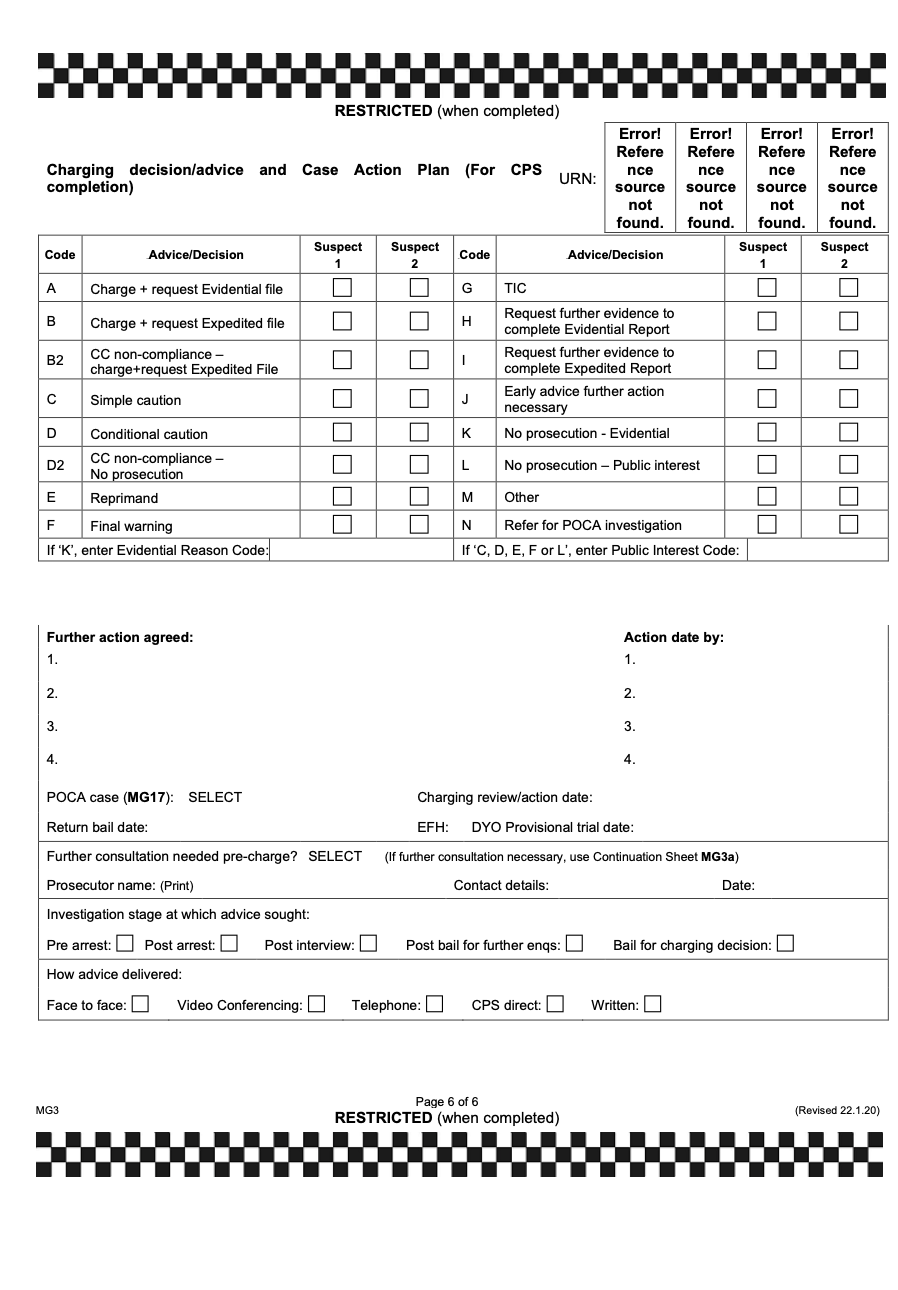 RESTRICTED (when completed)
Charging decision/advice and Case Action Plan (For CPS
completion)
URN:
Error!
Refere
nce
source
not
found.
Error!
Refere
nce
source
not
found.
Error!
Refere
nce
source
not
found.
Error!
Refere
nce
source
not
found.
Code Advice/Decision Suspect 1 Suspect 2 Code Advice/Decision Suspect 1 Suspect 2
A Charge + request Evidential file G TIC
B Charge + request Expedited file H Request further evidence to
complete Evidential Report
B2 CC non-compliance –
charge+request Expedited File
I Request further evidence to
complete Expedited Report
C Simple caution J Early advice further action
necessary
D Conditional caution K No prosecution - Evidential
D2 CC non-compliance –
No prosecution
L No prosecution – Public interest
E Reprimand M Other
F Final warning N Refer for POCA investigation
If ‘K’, enter Evidential Reason Code: If ‘C, D, E, F or L’, enter Public Interest Code:
Further action agreed: Action date by:
1. 1.
2. 2.
3. 3.
4. 4.
POCA case (MG17): SELECT Charging review/action date:
Return bail date: EFH: DYO Provisional trial date:
Further consultation needed pre-charge? SELECT (If further consultation necessary, use Continuation Sheet MG3a)
Prosecutor name: (Print) Contact details: Date:
Investigation stage at which advice sought:
Pre arrest: Post arrest: Post interview: Post bail for further enqs: Bail for charging decision:
How advice delivered:
Face to face: Video Conferencing: Telephone: CPS direct: Written:
Page 6 of 6
MG3 RESTRICTED (when completed) (Revised 22.1.20)